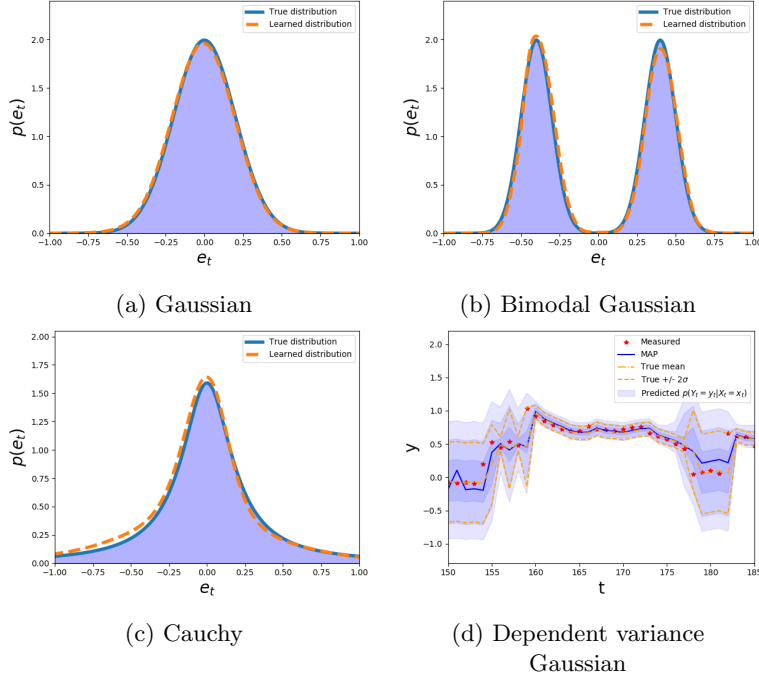 True distribution
Learned distribution
p(e_t)
2.0
1.5
1.0
0.5
0.0
−1.00 −0.75 −0.50 −0.25 0.00 0.25 0.50 0.75 1.00
e_t
(a) Gaussian
True distribution
Learned distribution
p(e_t)
2.0
1.5
1.0
0.5
0.0
−1.00 −0.75 −0.50 −0.25 0.00 0.25 0.50 0.75 1.00
e_t
(b) Bimodal Gaussian
True distribution
Learned distribution
p(e_t)
2.00
1.75
1.50
1.25
1.00
0.75
0.50
0.25
0.00
−1.00 −0.75 −0.50 −0.25 0.00 0.25 0.50 0.75 1.00
e_t
(c) Cauchy
Measured
MAP
True mean
True +/- 2σ
Predicted p(Y_t = y_t|X_t = x_t)
y
2.0
1.5
1.0
0.5
0.0
−0.5
−1.0
150 155 160 165 170 175 180 185
t
(d) Dependent variance
Gaussian